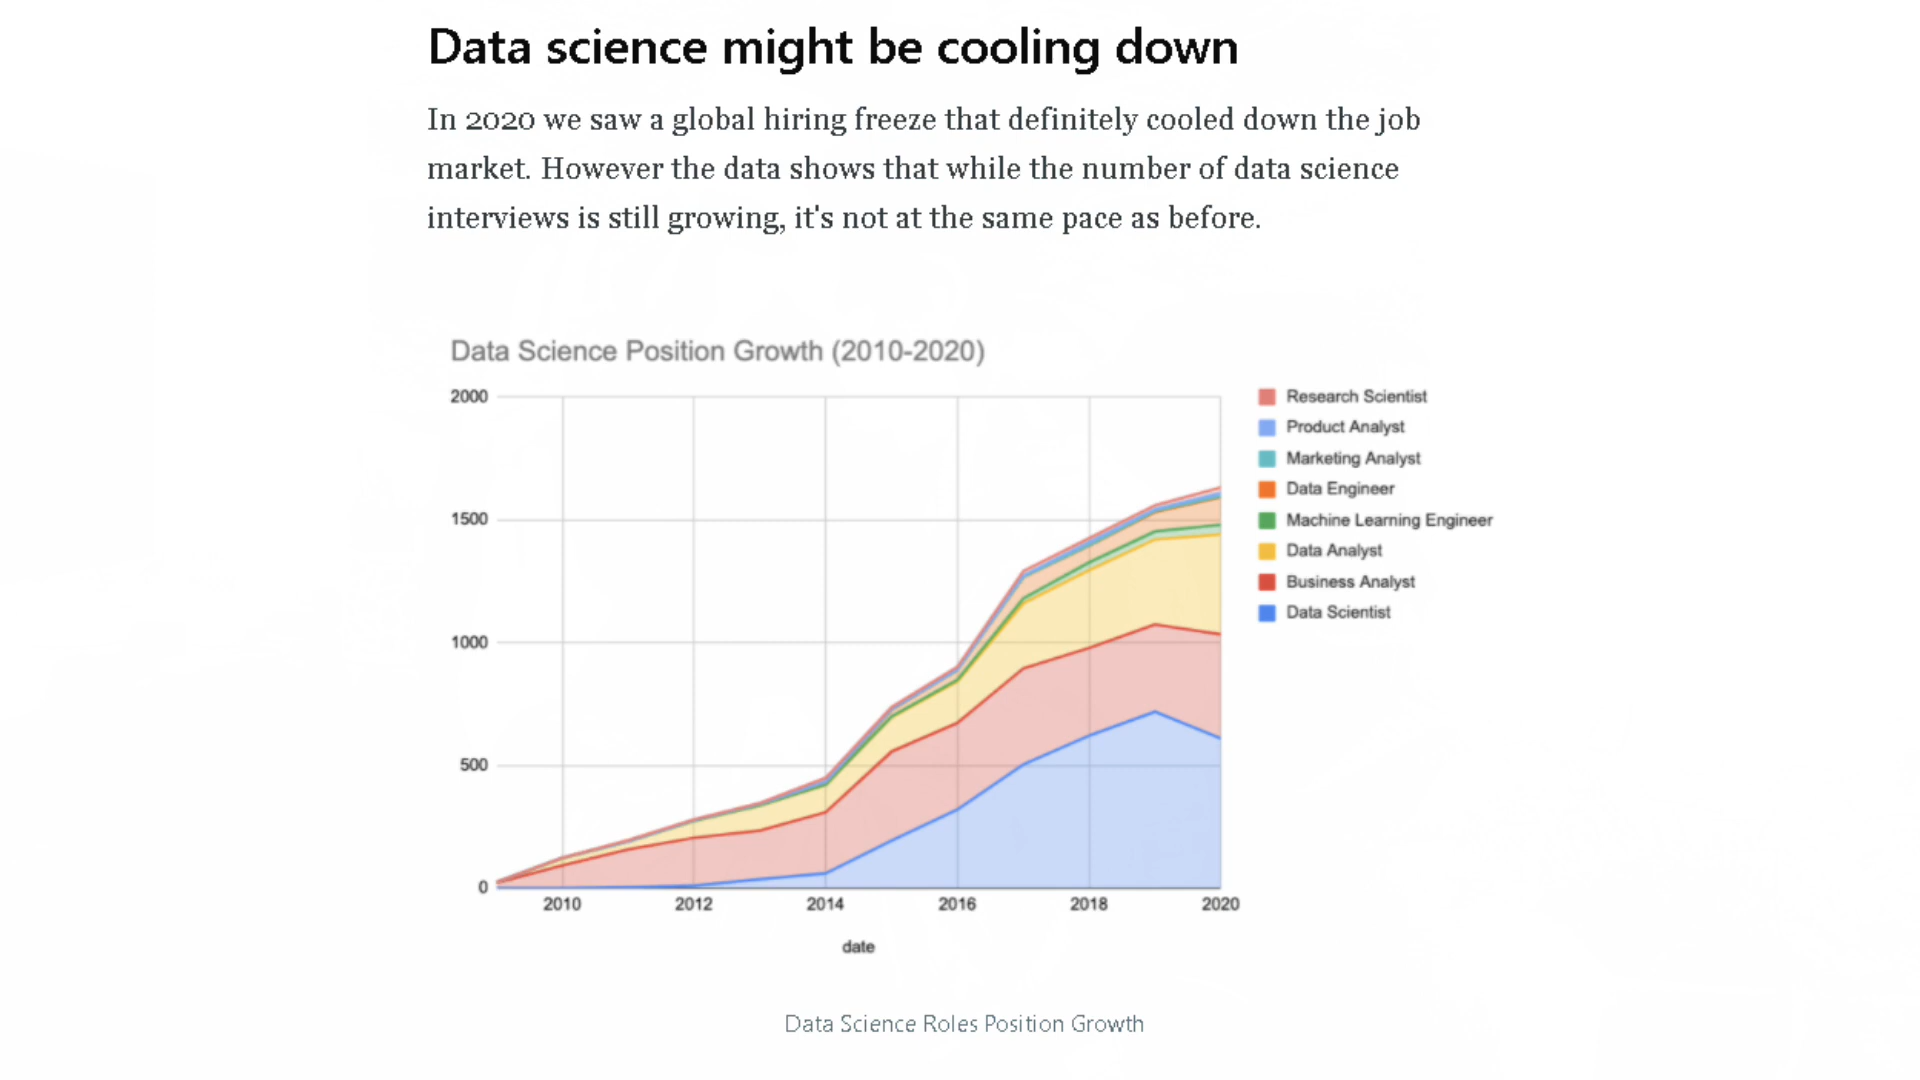 Data science might be cooling down
In 2020 we saw a global hiring freeze that definitely cooled down the job
market. However the data shows that while the number of data science
interviews is still growing, it's not at the same pace as before.
Data Science Position Growth (2010-2020)
2000
1500
1000
500
0
2010
2012
2014
2016
2018
2020
date
Research Scientist
Product Analyst
Marketing Analyst
Data Engineer
Machine Learning Engineer
Data Analyst
Business Analyst
Data Scientist
Data Science Roles Position Growth